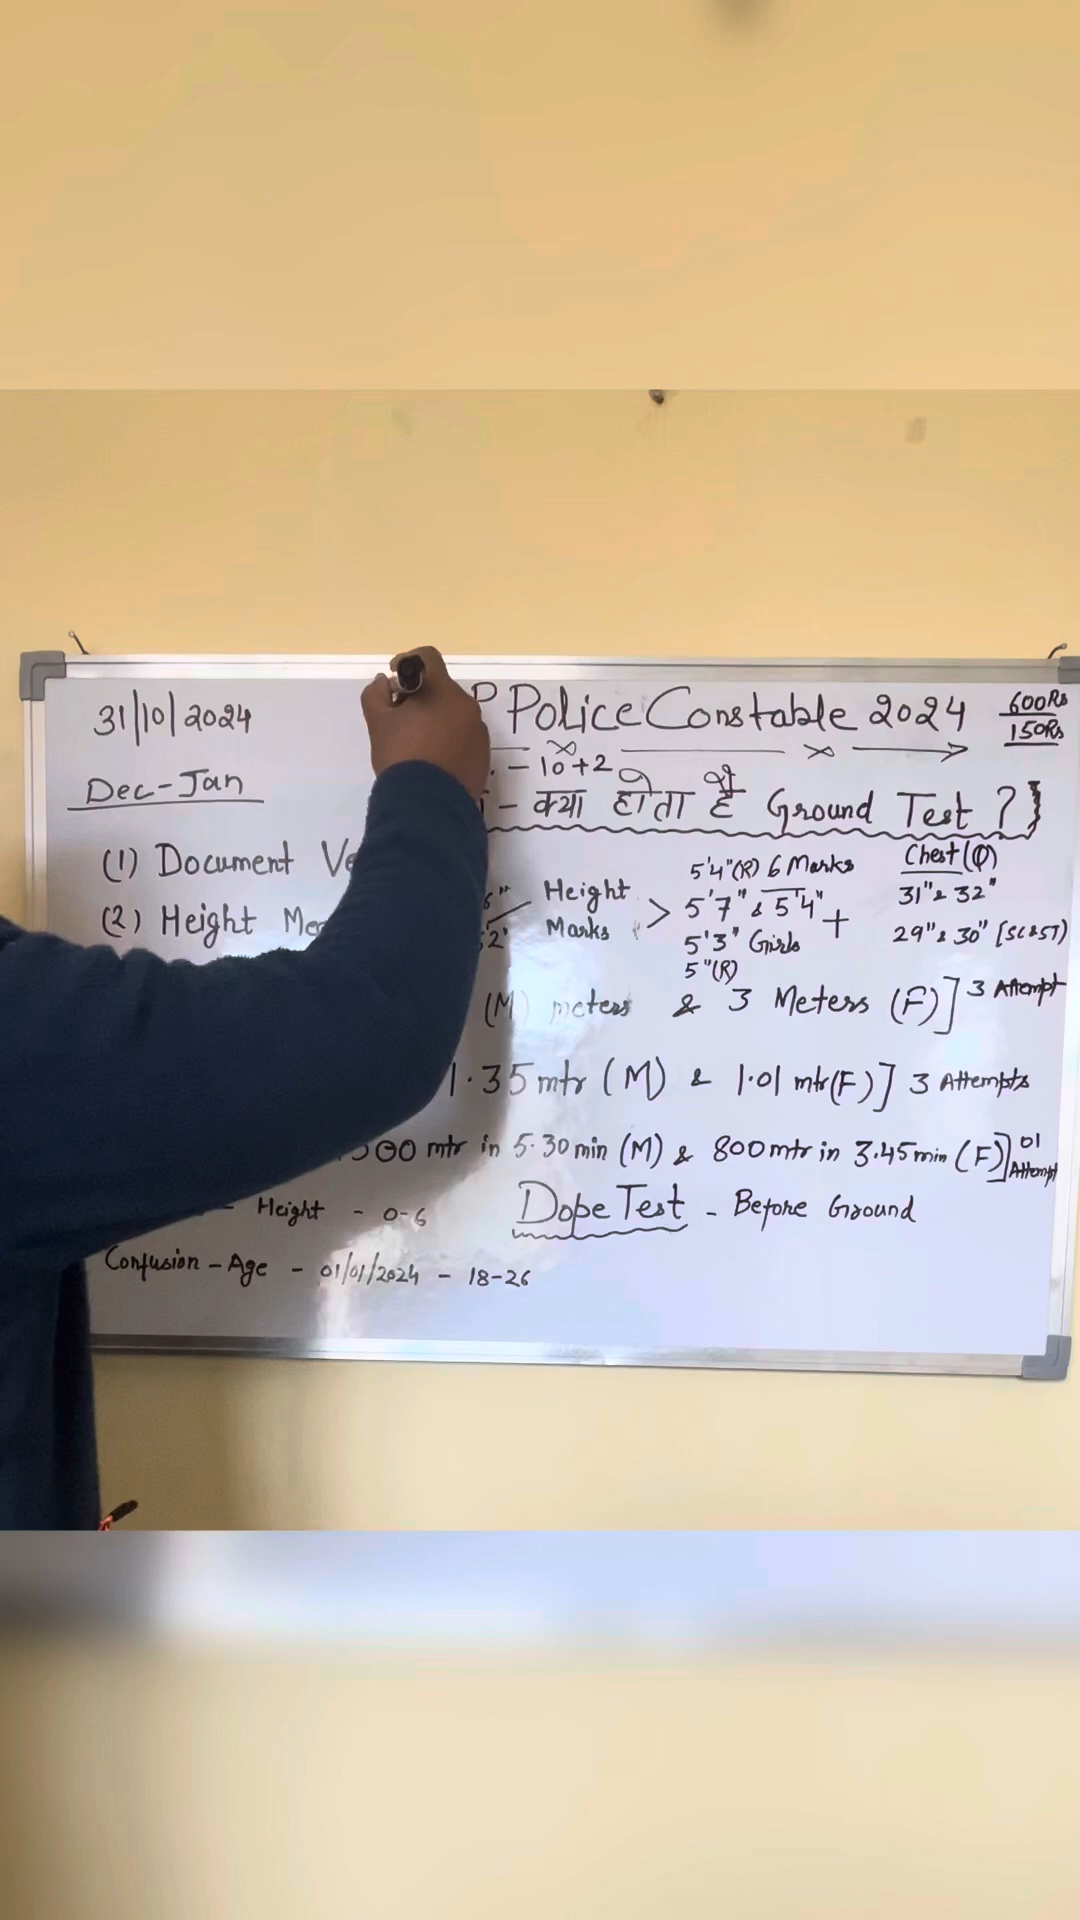 31/10/2024
P Police Constable 2024
600Rs
150Rs
Dec-Jan
- 10+2
- क्या होता है Ground Test ?]
(1) Document Ve
5'4"(R) 6 Marks
Chest(
(2) Height Me
Height
Marks
5'7" & 5'4" +
31" & 32"
5'3" Girls
29" & 30" [SC&ST)
5"(R)
(M) meters & 3 Meters (F)] 3 Attempt
1.35 mtr (M) & 1.01 mtr(F)] 3 Attempts
500 mtr in 5.30 min (M) & 800 mtr in 3.45 min (F)] 01 Attempt
- Height - 0-6
Dope Test - Before Ground
Confusion - Age - 01/01/2024 - 18-26